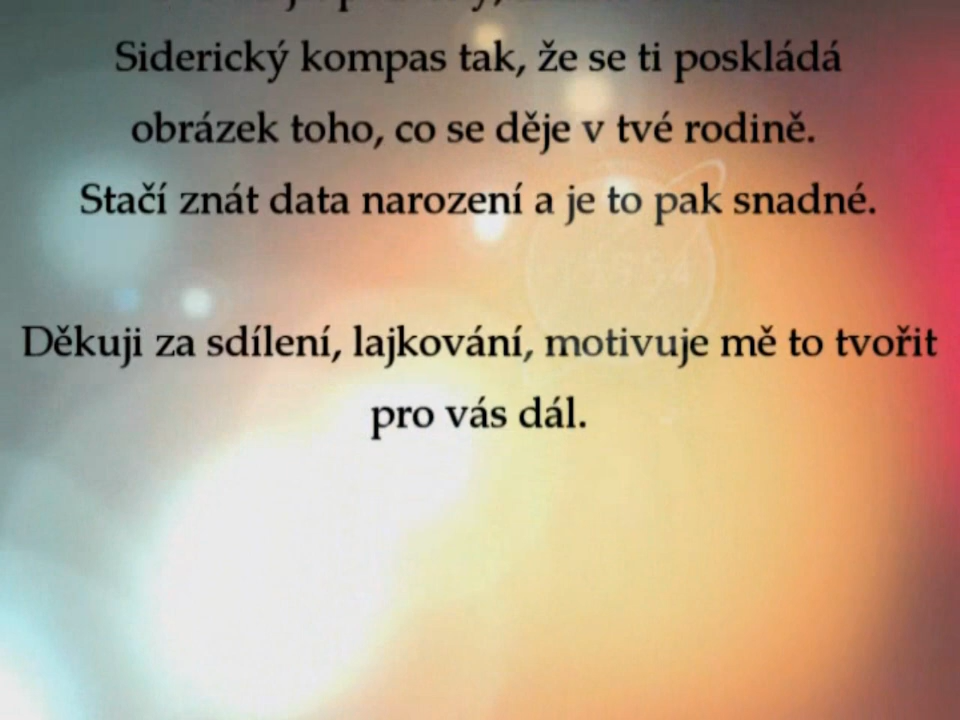 Siderický kompas tak, že se ti poskládá
obrázek toho, co se děje v tvé rodině.
Stačí znát data narození a je to pak snadné.
Děkuji za sdílení, lajkování, motivuje mě to tvořit
pro vás dál.